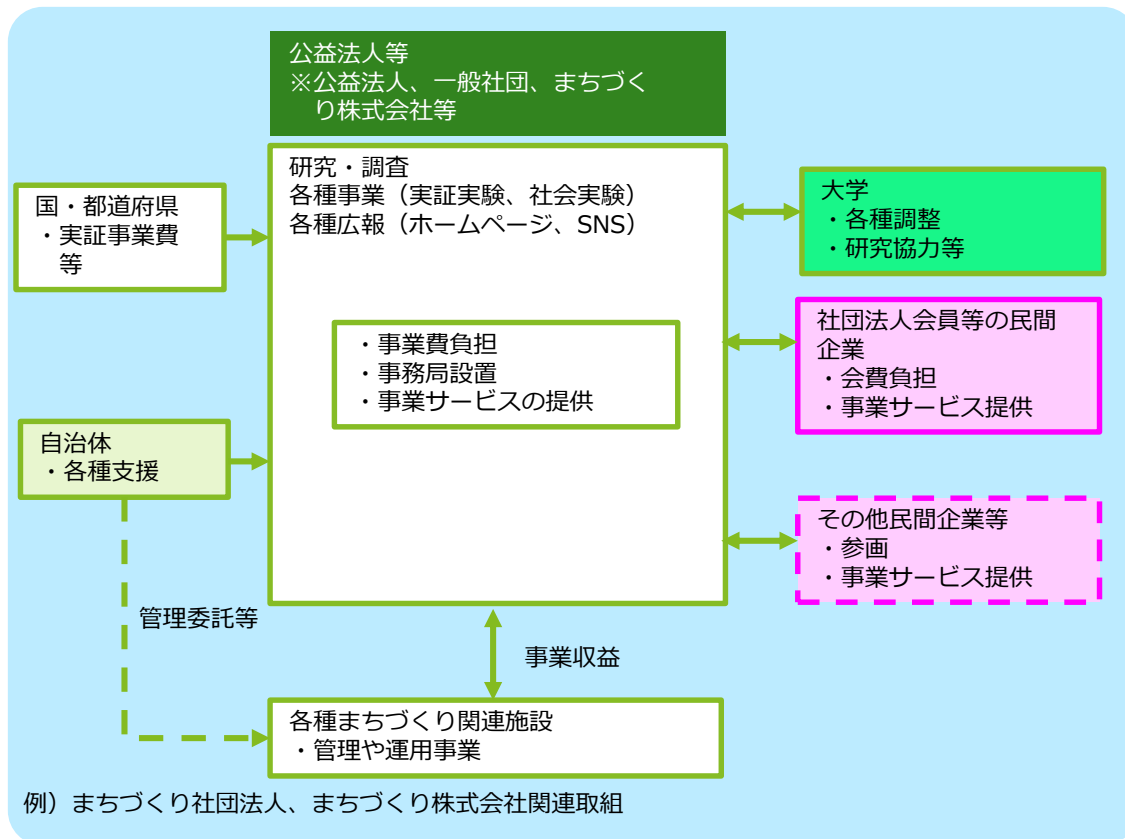 公益法人等
※公益法人、一般社団、まちづく
り株式会社等
研究・調査
各種事業（実証実験、社会実験）
各種広報（ホームページ、SNS）
国・都道府県
・実証事業費
等
大学
・各種調整
・研究協力等
社団法人会員等の民間
企業
・会費負担
・事業サービス提供
・事業費負担
・事務局設置
・事業サービスの提供
自治体
・各種支援
その他民間企業等
・参画
・事業サービス提供
管理委託等
事業収益
各種まちづくり関連施設
・管理や運用事業
例）まちづくり社団法人、まちづくり株式会社関連取組